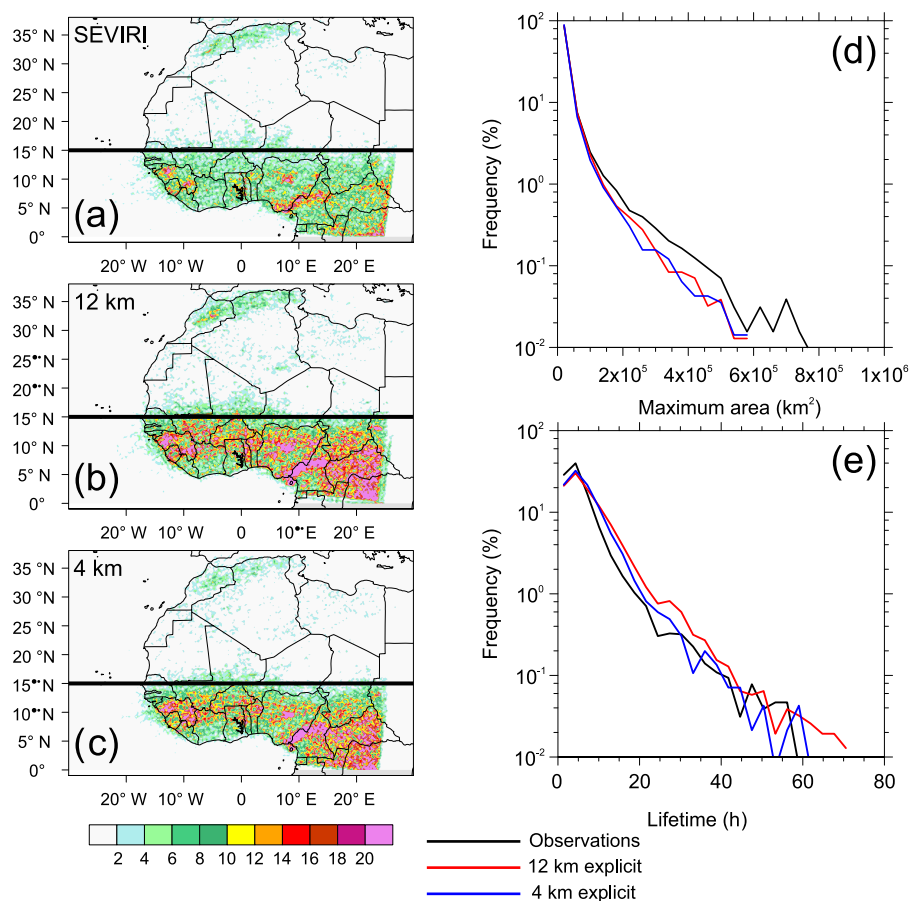 SEVIRI
35° N
30° N
25° N
20° N
15° N
10° N
5° N
0°
(a)
20° W 10° W 0 10° E 20° E
12 km
35° N
30° N
25° N
20° N
15° N
10° N
5° N
0°
(b)
20° W 10° W 0 10° E 20° E
4 km
35° N
30° N
25° N
20° N
15° N
10° N
5° N
0°
(c)
20° W 10° W 0 10° E 20° E
2 4 6 8 10 12 14 16 18 20
(d)
Frequency (%)
10²
10¹
10⁰
10⁻¹
10⁻²
0 2x10⁵ 4x10⁵ 6x10⁵ 8x10⁵ 1x10⁶
Maximum area (km²)
(e)
Frequency (%)
10²
10¹
10⁰
10⁻¹
10⁻²
0 20 40 60 80
Lifetime (h)
Observations
12 km explicit
4 km explicit